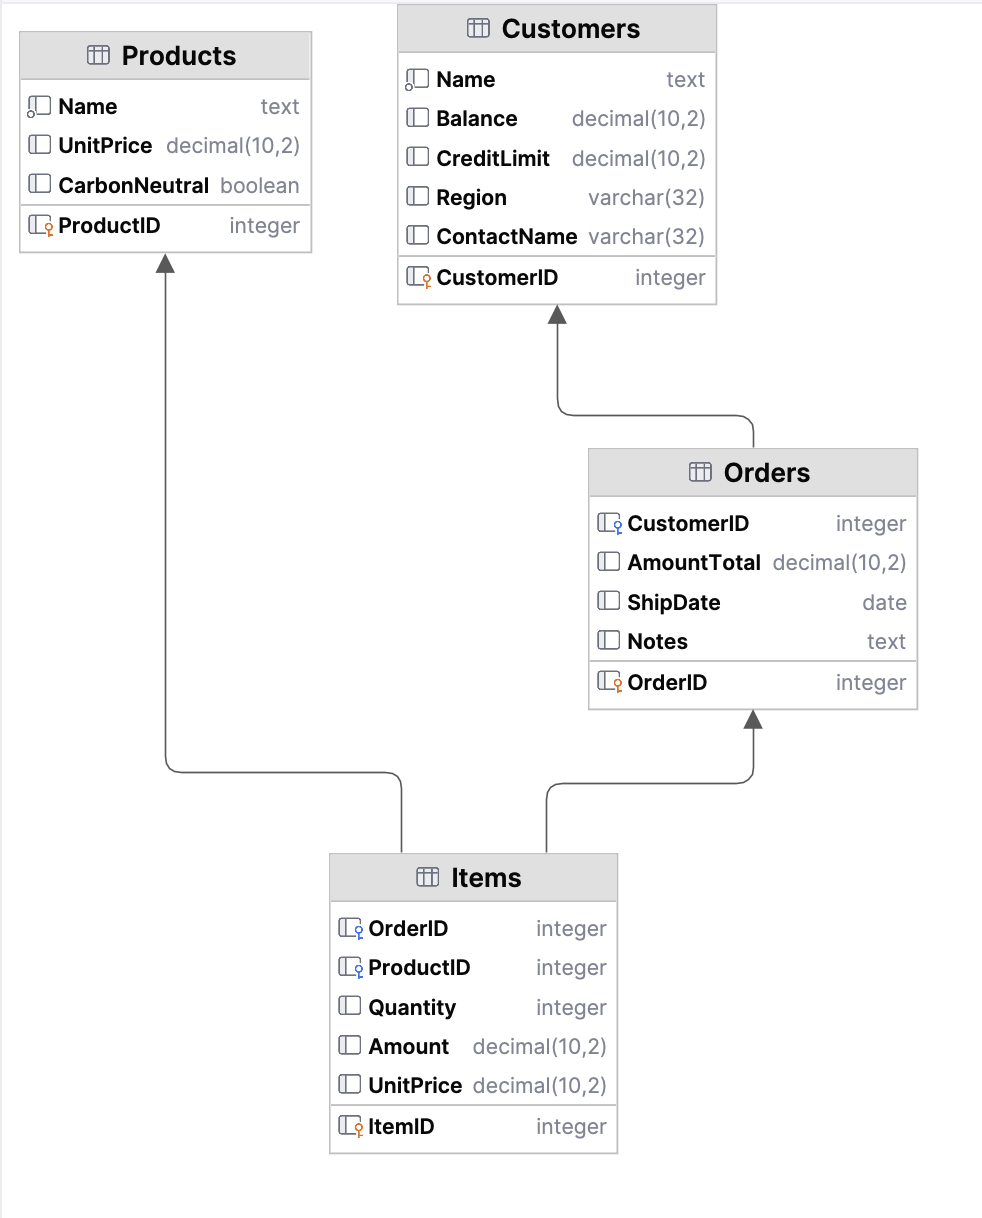 Products
Name text
UnitPrice decimal(10,2)
CarbonNeutral boolean
ProductID integer
Customers
Name text
Balance decimal(10,2)
CreditLimit decimal(10,2)
Region varchar(32)
ContactName varchar(32)
CustomerID integer
Orders
CustomerID integer
AmountTotal decimal(10,2)
ShipDate date
Notes text
OrderID integer
Items
OrderID integer
ProductID integer
Quantity integer
Amount decimal(10,2)
UnitPrice decimal(10,2)
ItemID integer